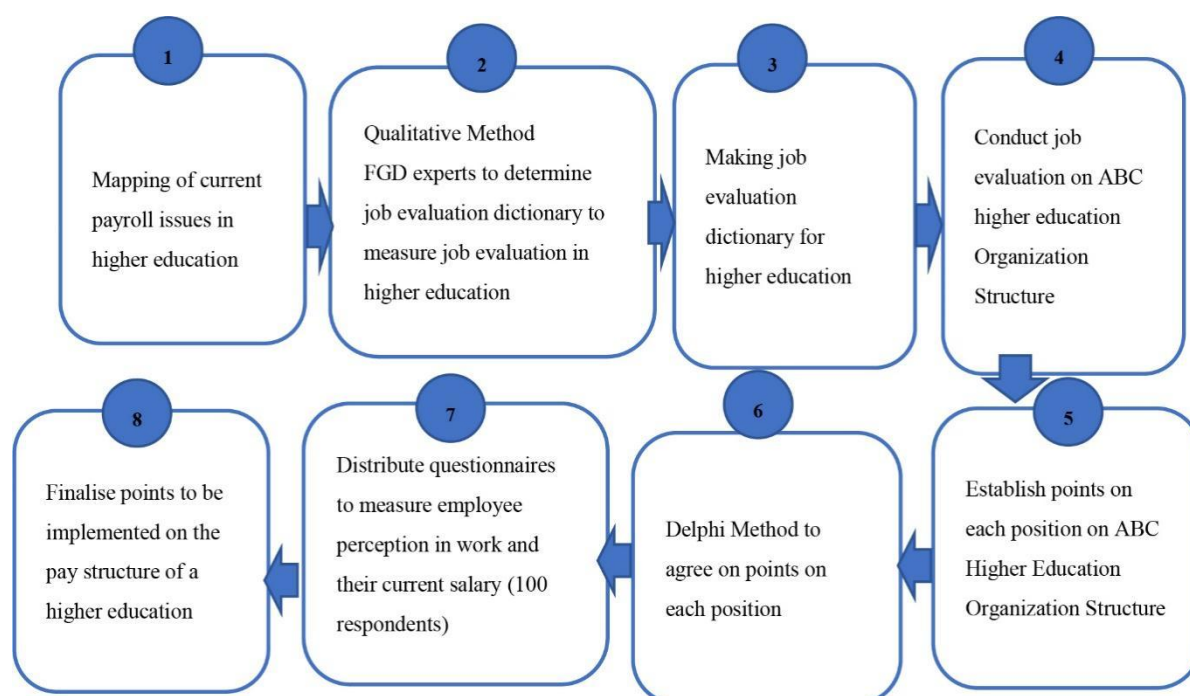 1
Mapping of current
payroll issues in
higher education
2
Qualitative Method
FGD experts to determine
job evaluation dictionary to
measure job evaluation in
higher education
3
Making job
evaluation
dictionary for
higher education
4
Conduct job
evaluation on ABC
higher education
Organization
Structure
5
Establish points on
each position on ABC
Higher Education
Organization Structure
6
Delphi Method to
agree on points on
each position
7
Distribute questionnaires
to measure employee
perception in work and
their current salary (100
respondents)
8
Finalise points to be
implemented on the
pay structure of a
higher education